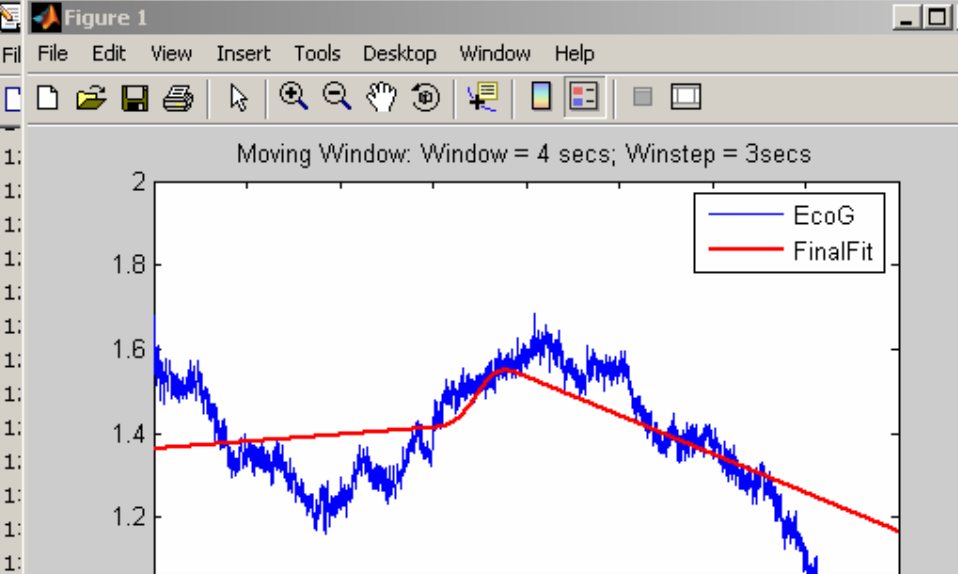 Figure 1
File Edit View Insert Tools Desktop Window Help
Moving Window: Window = 4 secs; Winstep = 3secs
2
EcoG
FinalFit
1.8
1.6
1.4
1.2